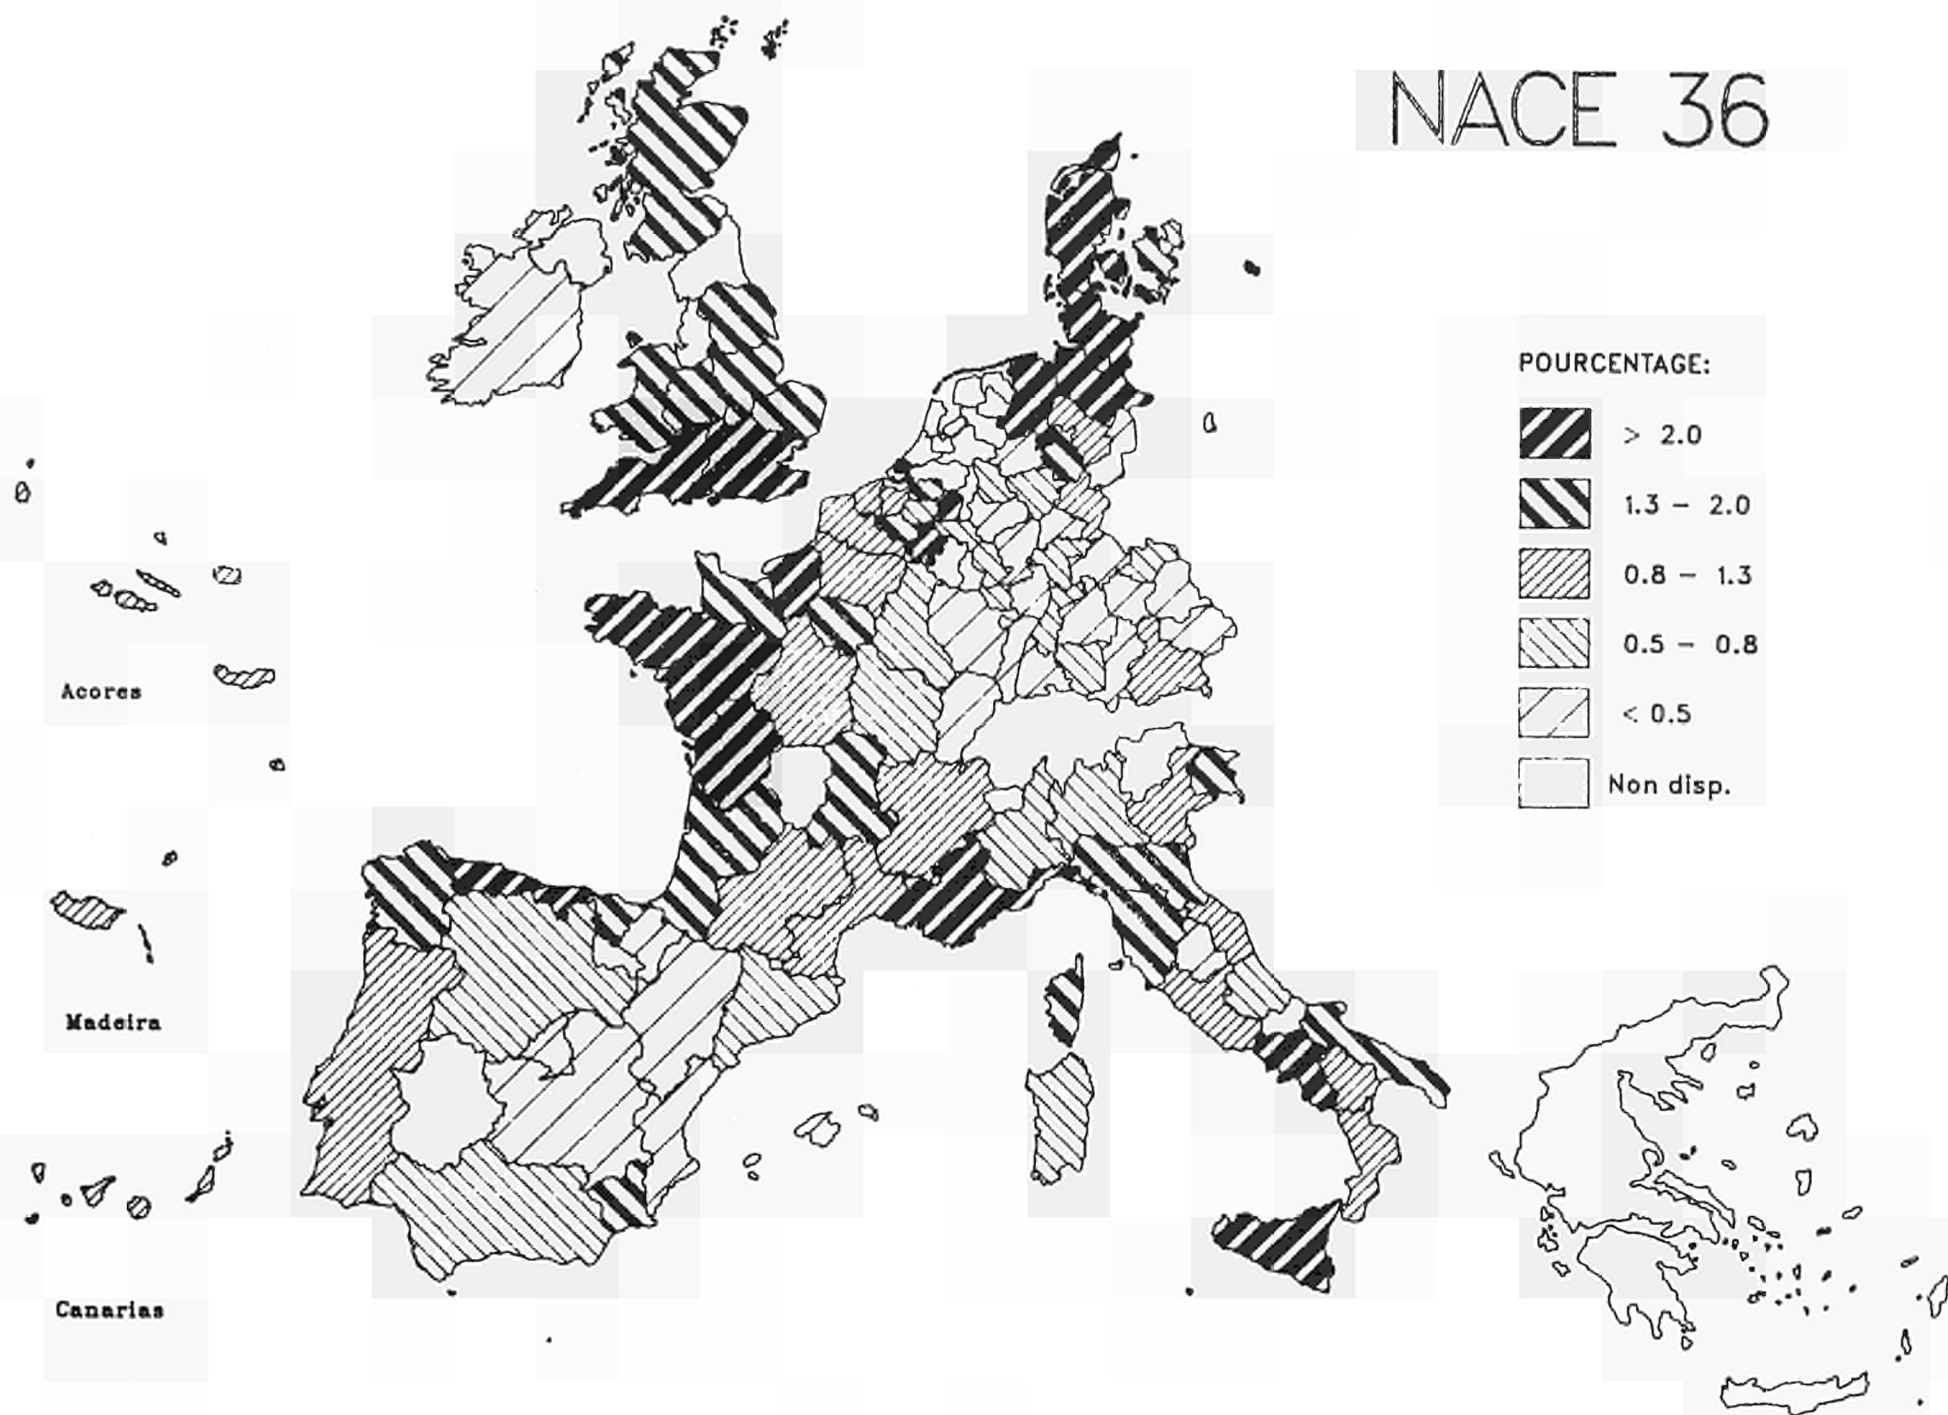 NACE 36
POURCENTAGE:
> 2.0
1.3 – 2.0
0.8 – 1.3
0.5 – 0.8
< 0.5
Non disp.
Acores
Madeira
Canarias